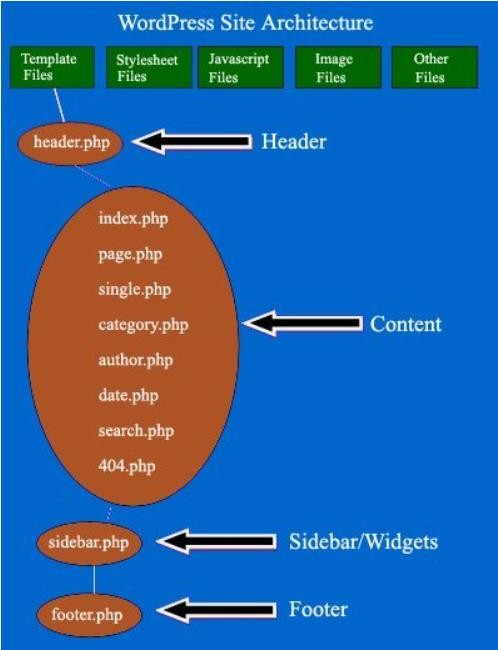 WordPress Site Architecture
Template Files
Stylesheet Files
Javascript Files
Image Files
Other Files
header.php
Header
index.php
page.php
single.php
category.php
author.php
date.php
search.php
404.php
Content
sidebar.php
Sidebar/Widgets
footer.php
Footer